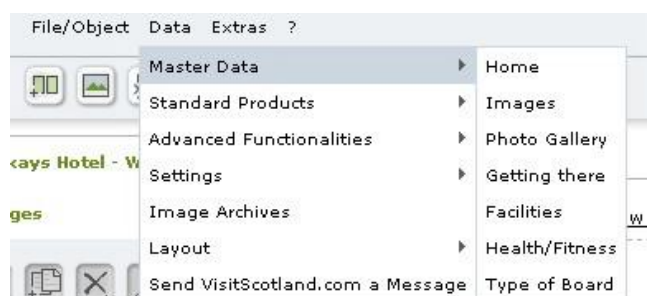 File/Object Data Extras ?
Master Data
Standard Products
Advanced Functionalities
Settings
Image Archives
Layout
Send VisitScotland.com a Message
Home
Images
Photo Gallery
Getting there
Facilities
Health/Fitness
Type of Board
Hotel - W